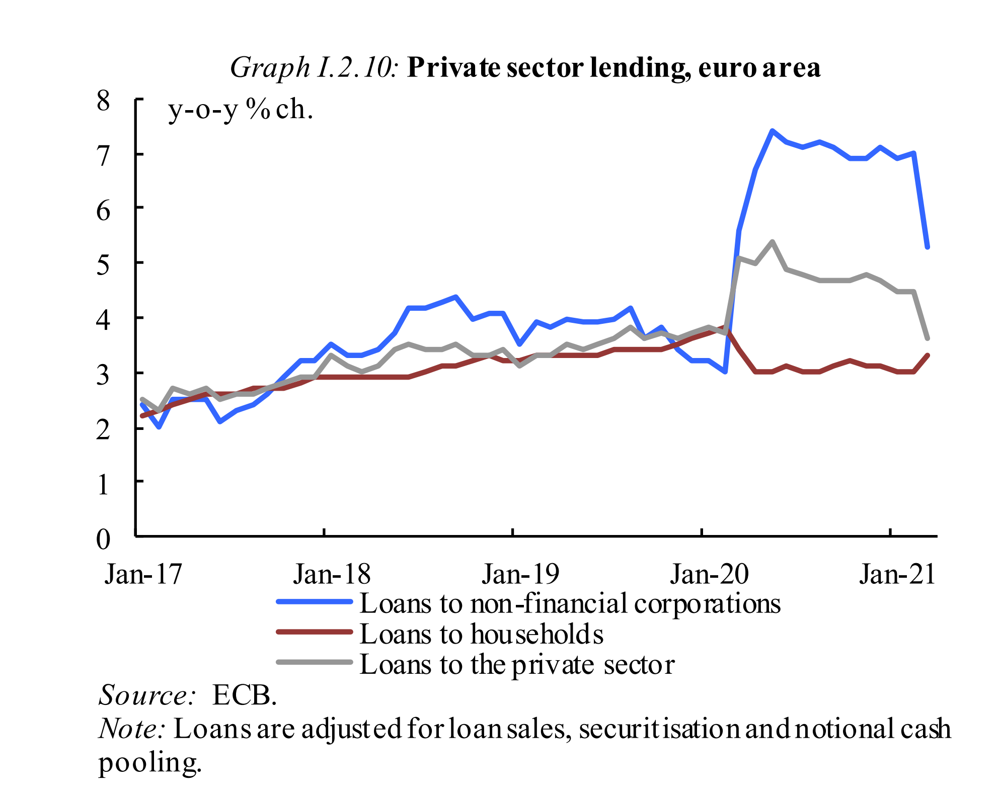 Graph I.2.10: Private sector lending, euro area
8
y-o-y % ch.
7
6
5
4
3
2
1
0
Jan-17 Jan-18 Jan-19 Jan-20 Jan-21
Loans to non-financial corporations
Loans to households
Loans to the private sector
Source: ECB.
Note: Loans are adjusted for loan sales, securitisation and notional cash
pooling.